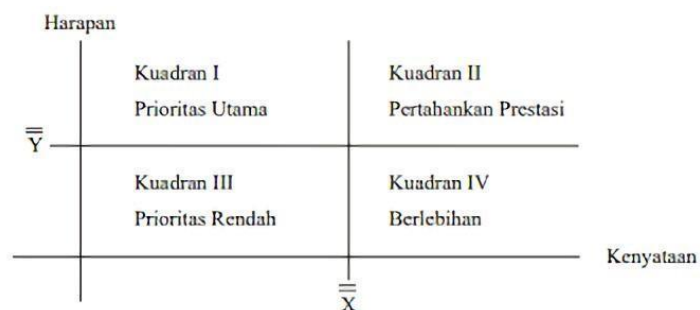 Harapan
Kuadran I
Prioritas Utama
Kuadran II
Pertahankan Prestasi
Y̿
Kuadran III
Prioritas Rendah
Kuadran IV
Berlebihan
Kenyataan
X̿